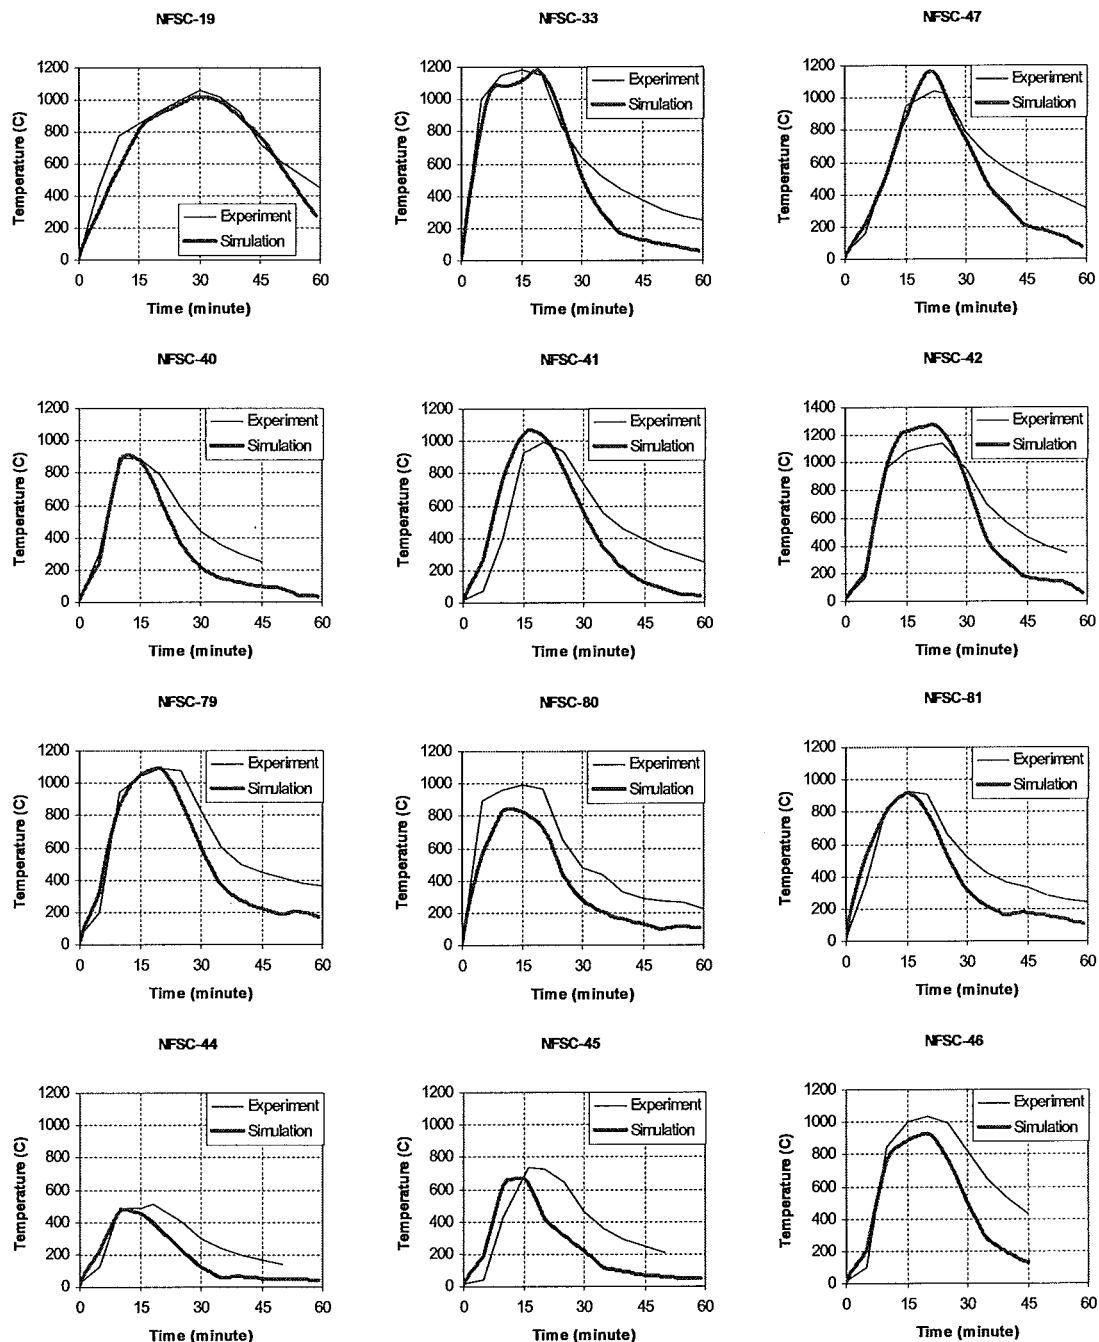 NFSC-19
1200
1000
800
600
400
200
0
Temperature (C)
Experiment
Simulation
0 15 30 45 60
Time (minute)
NFSC-33
1200
1000
800
600
400
200
0
Temperature (C)
Experiment
Simulation
0 15 30 45 60
Time (minute)
NFSC-47
1200
1000
800
600
400
200
0
Temperature (C)
Experiment
Simulation
0 15 30 45 60
Time (minute)
NFSC-40
1200
1000
800
600
400
200
0
Temperature (C)
Experiment
Simulation
0 15 30 45 60
Time (minute)
NFSC-41
1200
1000
800
600
400
200
0
Temperature (C)
Experiment
Simulation
0 15 30 45 60
Time (minute)
NFSC-42
1400
1200
1000
800
600
400
200
0
Temperature (C)
Experiment
Simulation
0 15 30 45 60
Time (minute)
NFSC-79
1200
1000
800
600
400
200
0
Temperature (C)
Experiment
Simulation
0 15 30 45 60
Time (minute)
NFSC-80
1200
1000
800
600
400
200
0
Temperature (C)
Experiment
Simulation
0 15 30 45 60
Time (minute)
NFSC-81
1200
1000
800
600
400
200
0
Temperature (C)
Experiment
Simulation
0 15 30 45 60
Time (minute)
NFSC-44
1200
1000
800
600
400
200
0
Temperature (C)
Experiment
Simulation
0 15 30 45 60
Time (minute)
NFSC-45
1200
1000
800
600
400
200
0
Temperature (C)
Experiment
Simulation
0 15 30 45 60
Time (minute)
NFSC-46
1200
1000
800
600
400
200
0
Temperature (C)
Experiment
Simulation
0 15 30 45 60
Time (minute)